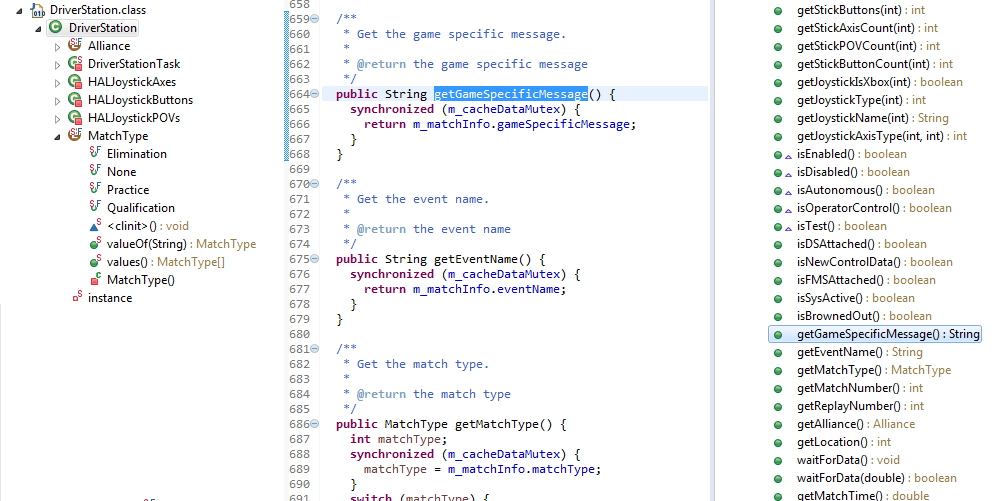 DriverStation.class
DriverStation
Alliance
DriverStationTask
HALJoystickAxes
HALJoystickButtons
HALJoystickPOVs
MatchType
Elimination
None
Practice
Qualification
<clinit>() : void
valueOf(String) : MatchType
values() : MatchType[]
MatchType()
instance
658
659 /**
660 * Get the game specific message.
661 *
662 * @return the game specific message
663 */
664 public String getGameSpecificMessage() {
665 synchronized (m_cacheDataMutex) {
666 return m_matchInfo.gameSpecificMessage;
667 }
668 }
669
670 /**
671 * Get the event name.
672 *
673 * @return the event name
674 */
675 public String getEventName() {
676 synchronized (m_cacheDataMutex) {
677 return m_matchInfo.eventName;
678 }
679 }
680
681 /**
682 * Get the match type.
683 *
684 * @return the match type
685 */
686 public MatchType getMatchType() {
687 int matchType;
688 synchronized (m_cacheDataMutex) {
689 matchType = m_matchInfo.matchType;
690 }
691 switch (matchType) {
getStickButtons(int) : int
getStickAxisCount(int) : int
getStickPOVCount(int) : int
getStickButtonCount(int) : int
getJoystickIsXbox(int) : boolean
getJoystickType(int) : int
getJoystickName(int) : String
getJoystickAxisType(int, int) : int
isEnabled() : boolean
isDisabled() : boolean
isAutonomous() : boolean
isOperatorControl() : boolean
isTest() : boolean
isDSAttached() : boolean
isNewControlData() : boolean
isFMSAttached() : boolean
isSysActive() : boolean
isBrownedOut() : boolean
getGameSpecificMessage() : String
getEventName() : String
getMatchType() : MatchType
getMatchNumber() : int
getReplayNumber() : int
getAlliance() : Alliance
getLocation() : int
waitForData() : void
waitForData(double) : boolean
getMatchTime() : double